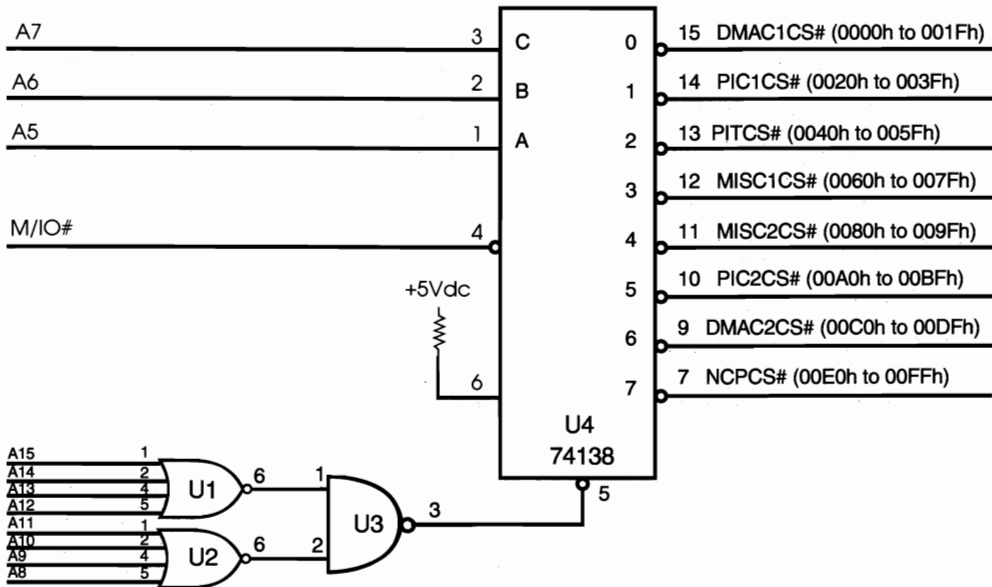 A7 3 C 0 15 DMAC1CS# (0000h to 001Fh)
A6 2 B 1 14 PIC1CS# (0020h to 003Fh)
A5 1 A 2 13 PITCS# (0040h to 005Fh)
3 12 MISC1CS# (0060h to 007Fh)
M/IO# 4 4 11 MISC2CS# (0080h to 009Fh)
+5Vdc 5 10 PIC2CS# (00A0h to 00BFh)
6 9 DMAC2CS# (00C0h to 00DFh)
6 7 7 NCPCS# (00E0h to 00FFh)
U4
74138
5
A15 1
A14 2
A13 4
A12 5
U1 6
A11 1
A10 2
A9 4
A8 5
U2 6
1
2
U3 3